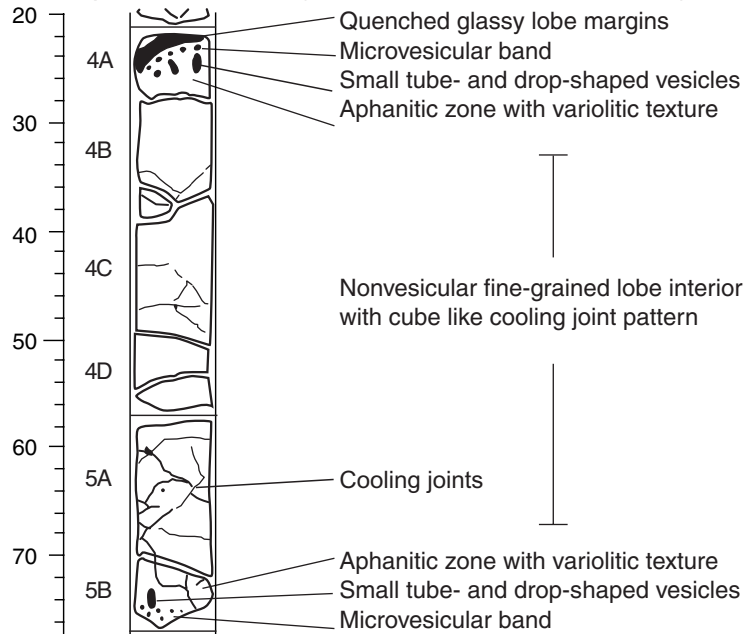 20
4A
Quenched glassy lobe margins
Microvesicular band
Small tube- and drop-shaped vesicles
Aphanitic zone with variolitic texture
30
4B
40
4C
Nonvesicular fine-grained lobe interior
with cube like cooling joint pattern
50
4D
60
5A
Cooling joints
70
5B
Aphanitic zone with variolitic texture
Small tube- and drop-shaped vesicles
Microvesicular band